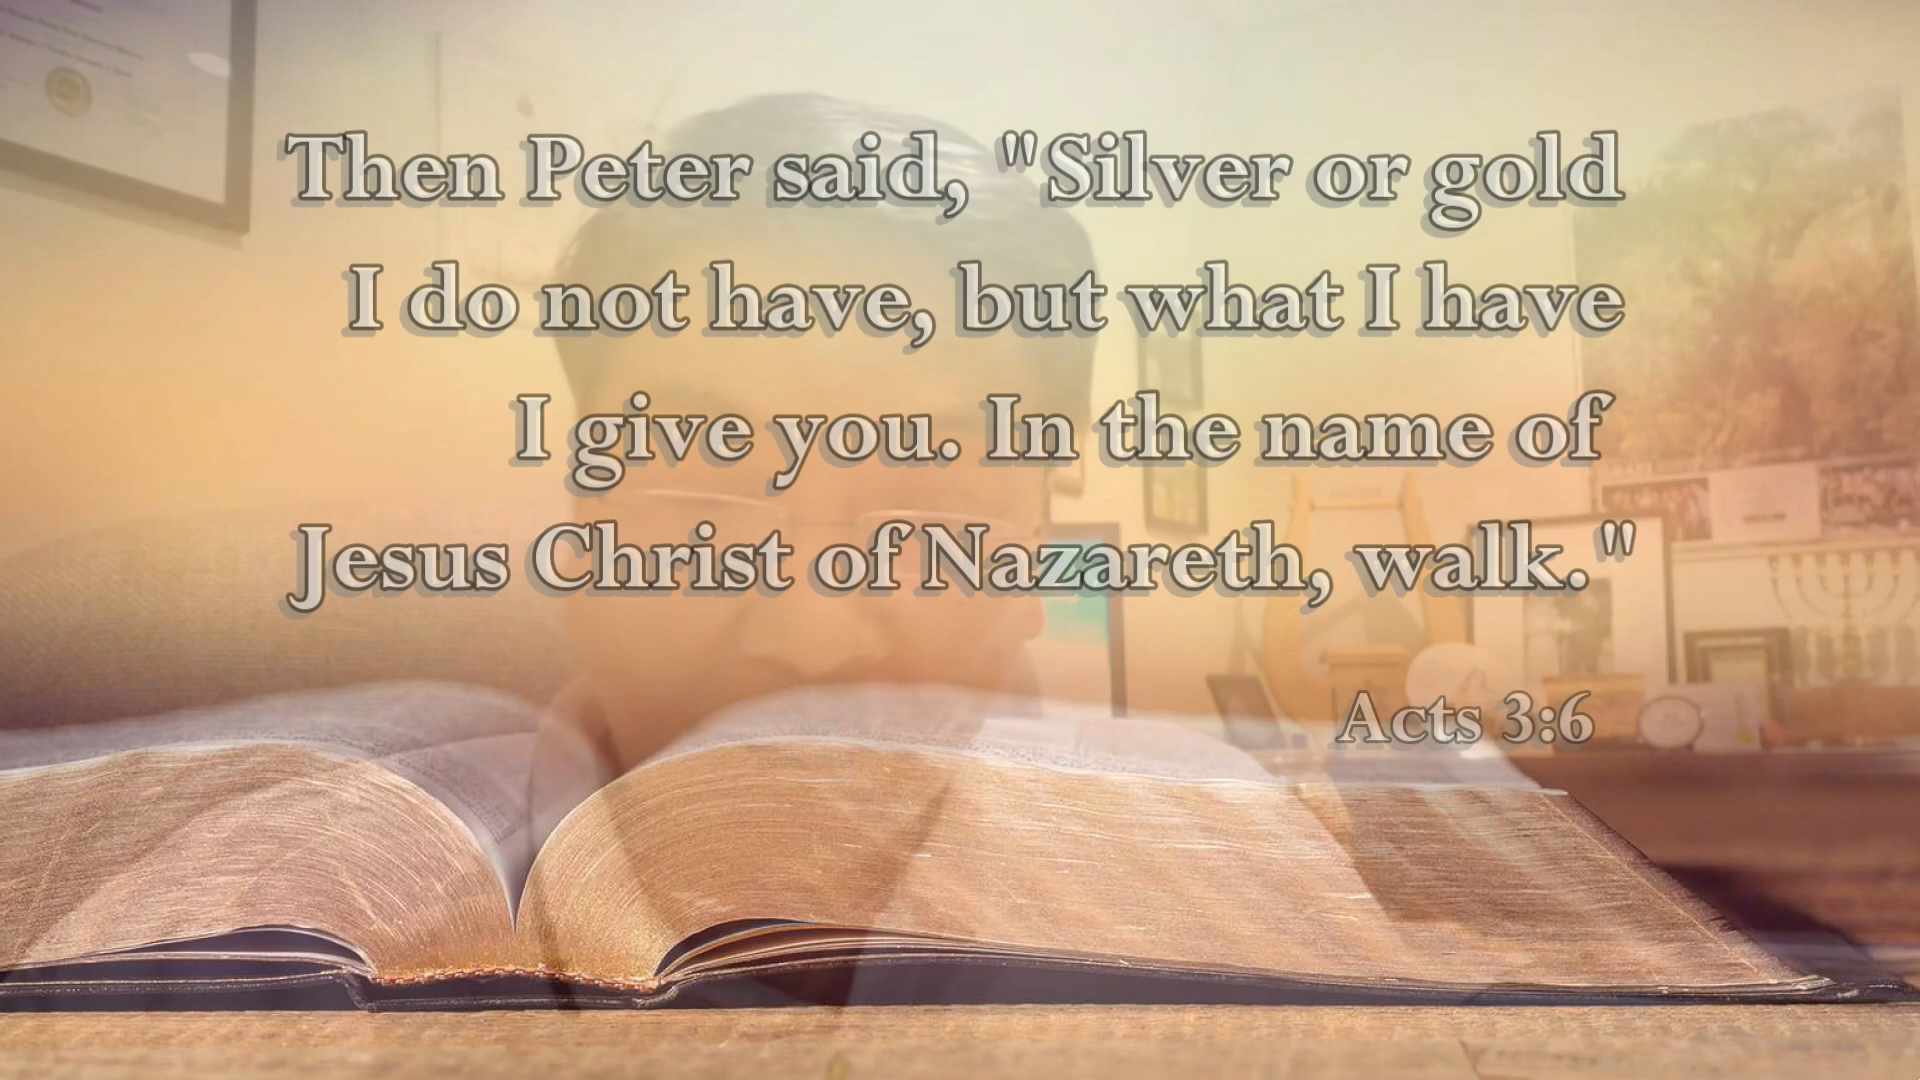 Then Peter said, "Silver or gold
I do not have, but what I have
I give you. In the name of
Jesus Christ of Nazareth, walk."
Acts 3:6